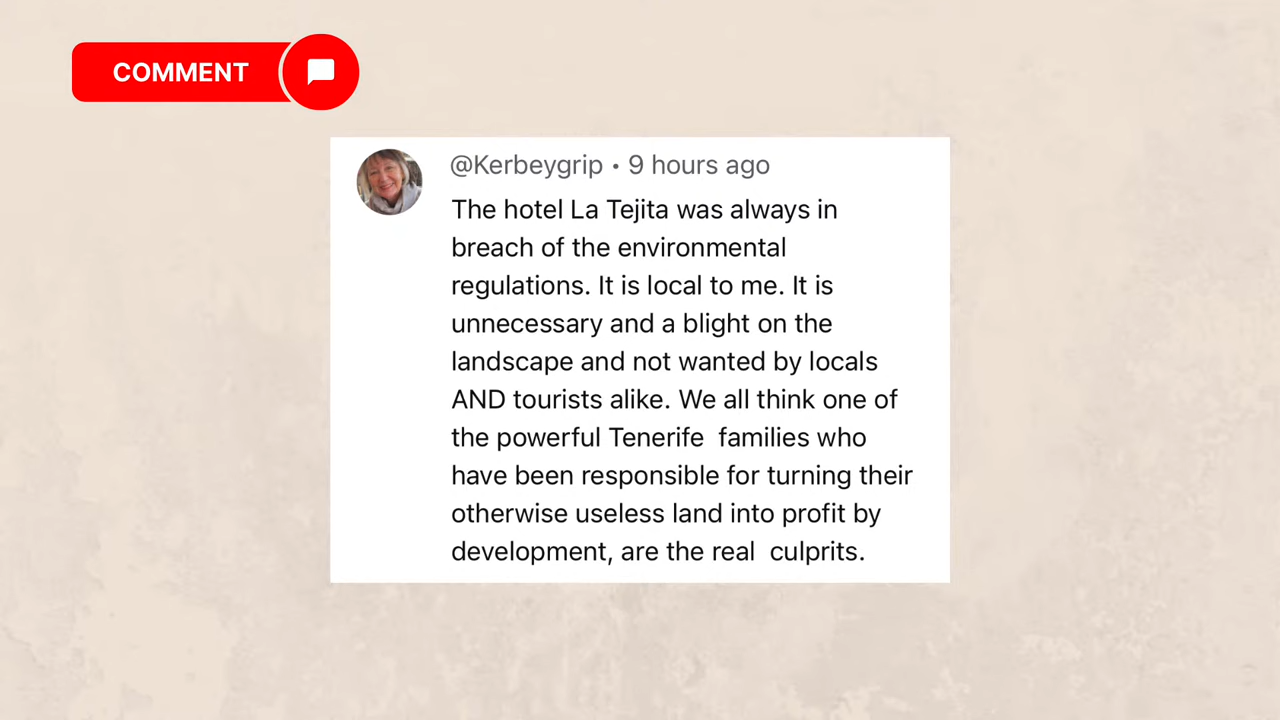 COMMENT
@Kerbeygrip • 9 hours ago
The hotel La Tejita was always in
breach of the environmental
regulations. It is local to me. It is
unnecessary and a blight on the
landscape and not wanted by locals
AND tourists alike. We all think one of
the powerful Tenerife  families who
have been responsible for turning their
otherwise useless land into profit by
development, are the real  culprits.